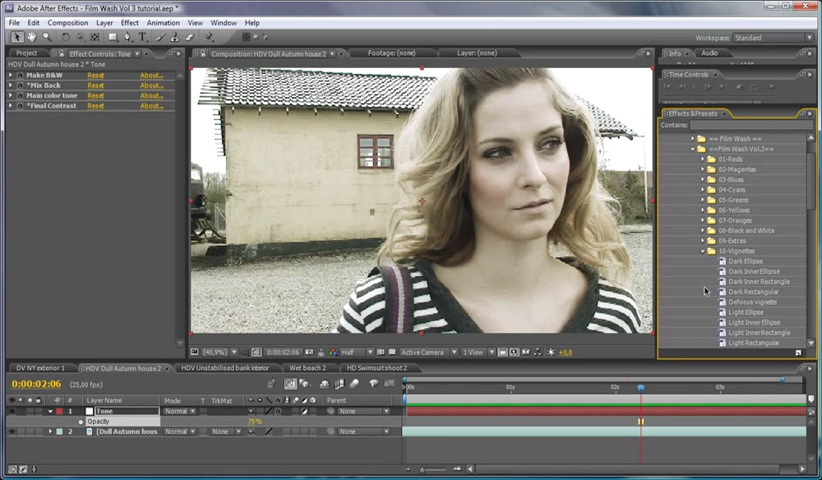 Adobe After Effects - Film Wash Vol 3 tutorial.aep *
File Edit Composition Layer Effect Animation View Window Help
Workspace: Standard
Project Effect Controls: Tone
Composition: HDV Dull Autumn house 2 Footage: (none) Layer: (none)
Info Audio
HDV Dull Autumn house 2 * Tone
Make B&W Reset About...
*Mix Back Reset About...
Main color tone Reset About...
*Final Contrast Reset About...
Time Controls
Effects & Presets
Contains:
== Film Wash ==
==Film Wash Vol.3==
01-Reds
02-Magentas
03-Blues
04-Cyans
05-Greens
06-Yellows
07-Oranges
08-Black and White
09-Extras
10-Vignettes
Dark Ellipse
Dark Inner Ellipse
Dark Inner Rectangle
Dark Rectangular
Defocus vignette
Light Ellipse
Light Inner Ellipse
Light Inner Rectangle
Light Rectangular
0:00:02:06 Half Active Camera 1 View +0,0
DV NY exterior 1 HDV Dull Autumn house 2 HDV Unstabilised bank interior Wet beach 2 HD Swimsuit shoot 2
0:00:02:06 (25,00 fps)
# Layer Name Mode T TrkMat Parent
01s 02s 03s
1 Tone Normal None
Opacity 75%
2 [Dull Autumn hous Normal None None